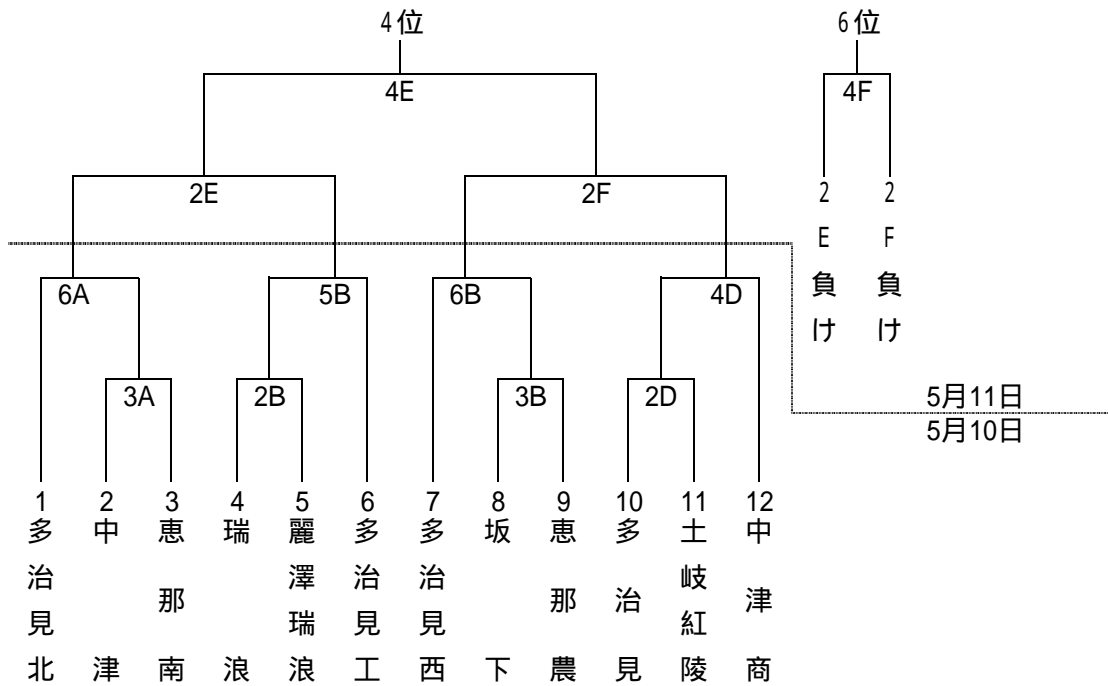 4位
6位
4E
4F
2E
2F
2E負け
2F負け
6A
5B
6B
4D
3A
2B
3B
2D
5月11日
5月10日
1
2
3
4
5
6
7
8
9
10
11
12
多治見北
中津
恵那南
瑞浪
麗澤瑞浪
多治見工
多治見西
坂下
恵那農
多治見
土岐紅陵
中津商